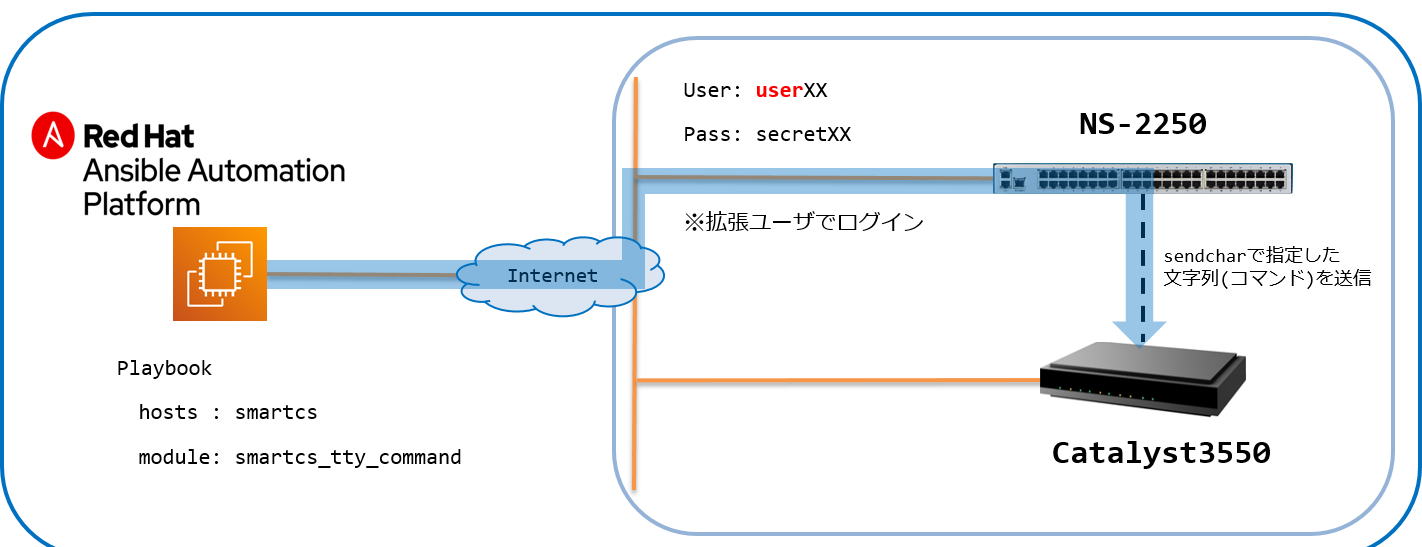 Red Hat
Ansible Automation
Platform
User: userXX
Pass: secretXX
※拡張ユーザでログイン
NS-2250
Internet
sendcharで指定した
文字列(コマンド)を送信
Playbook
hosts : smartcs
module: smartcs_tty_command
Catalyst3550